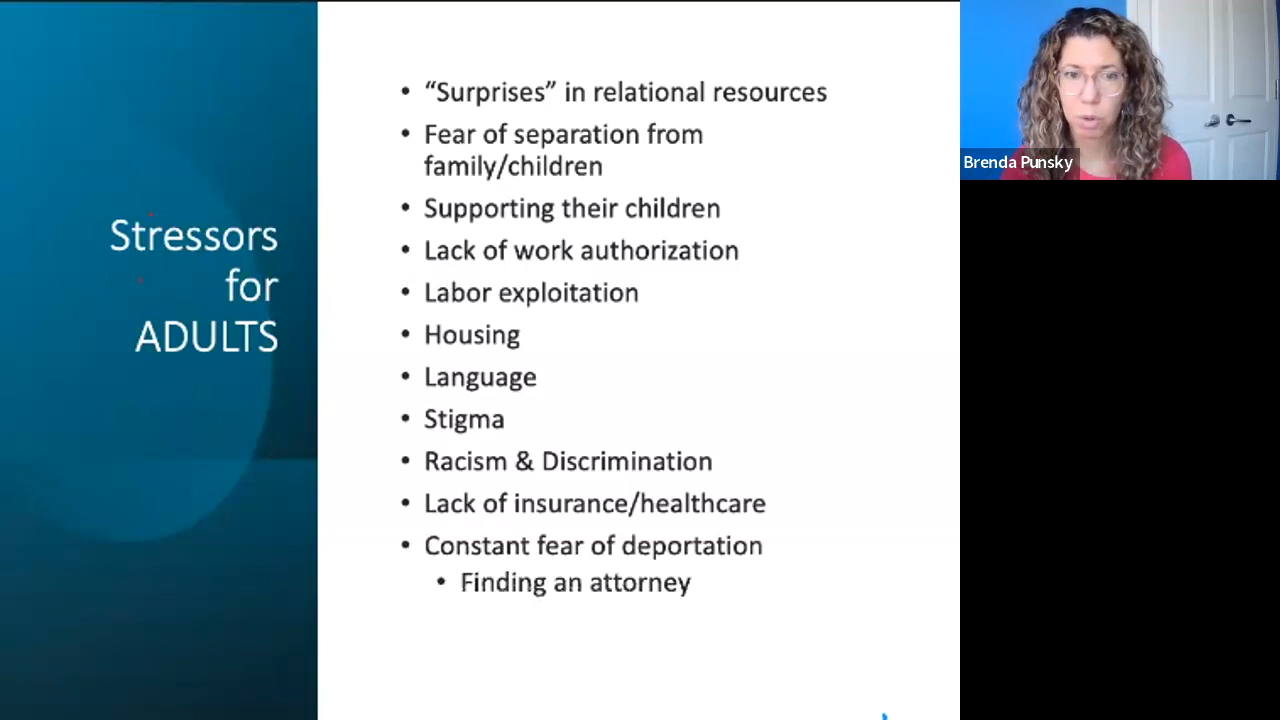 Stressors
for
ADULTS
• “Surprises” in relational resources
• Fear of separation from
family/children
• Supporting their children
• Lack of work authorization
• Labor exploitation
• Housing
• Language
• Stigma
• Racism & Discrimination
• Lack of insurance/healthcare
• Constant fear of deportation
• Finding an attorney
Brenda Punsky